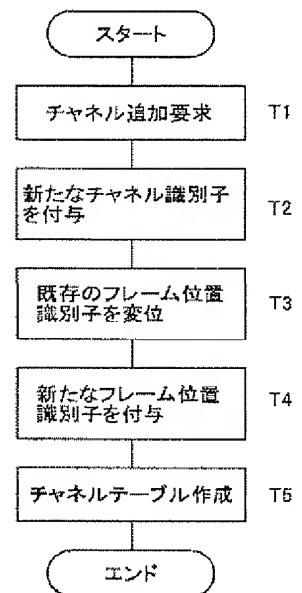 スタート
チャネル追加要求
T1
新たなチャネル識別子
を付与
T2
既存のフレーム位置
識別子を変位
T3
新たなフレーム位置
識別子を付与
T4
チャネルテーブル作成
T5
エンド